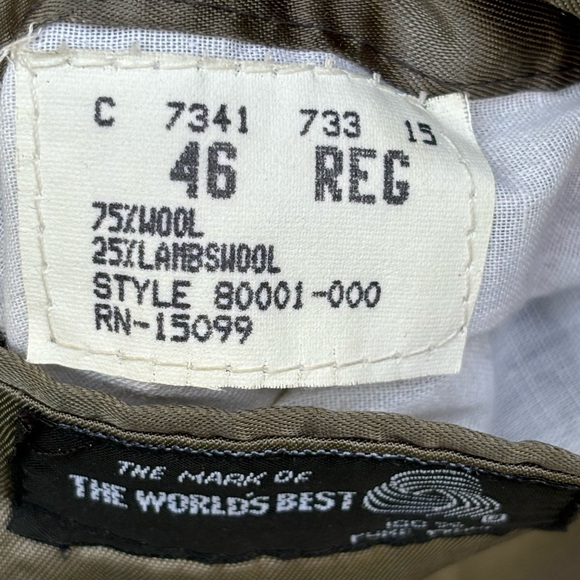 C 7341 733 15
46 REG
75%WOOL
25%LAMBSWOOL
STYLE 80001-000
RN-15099
THE MARK OF
THE WORLD'S BEST